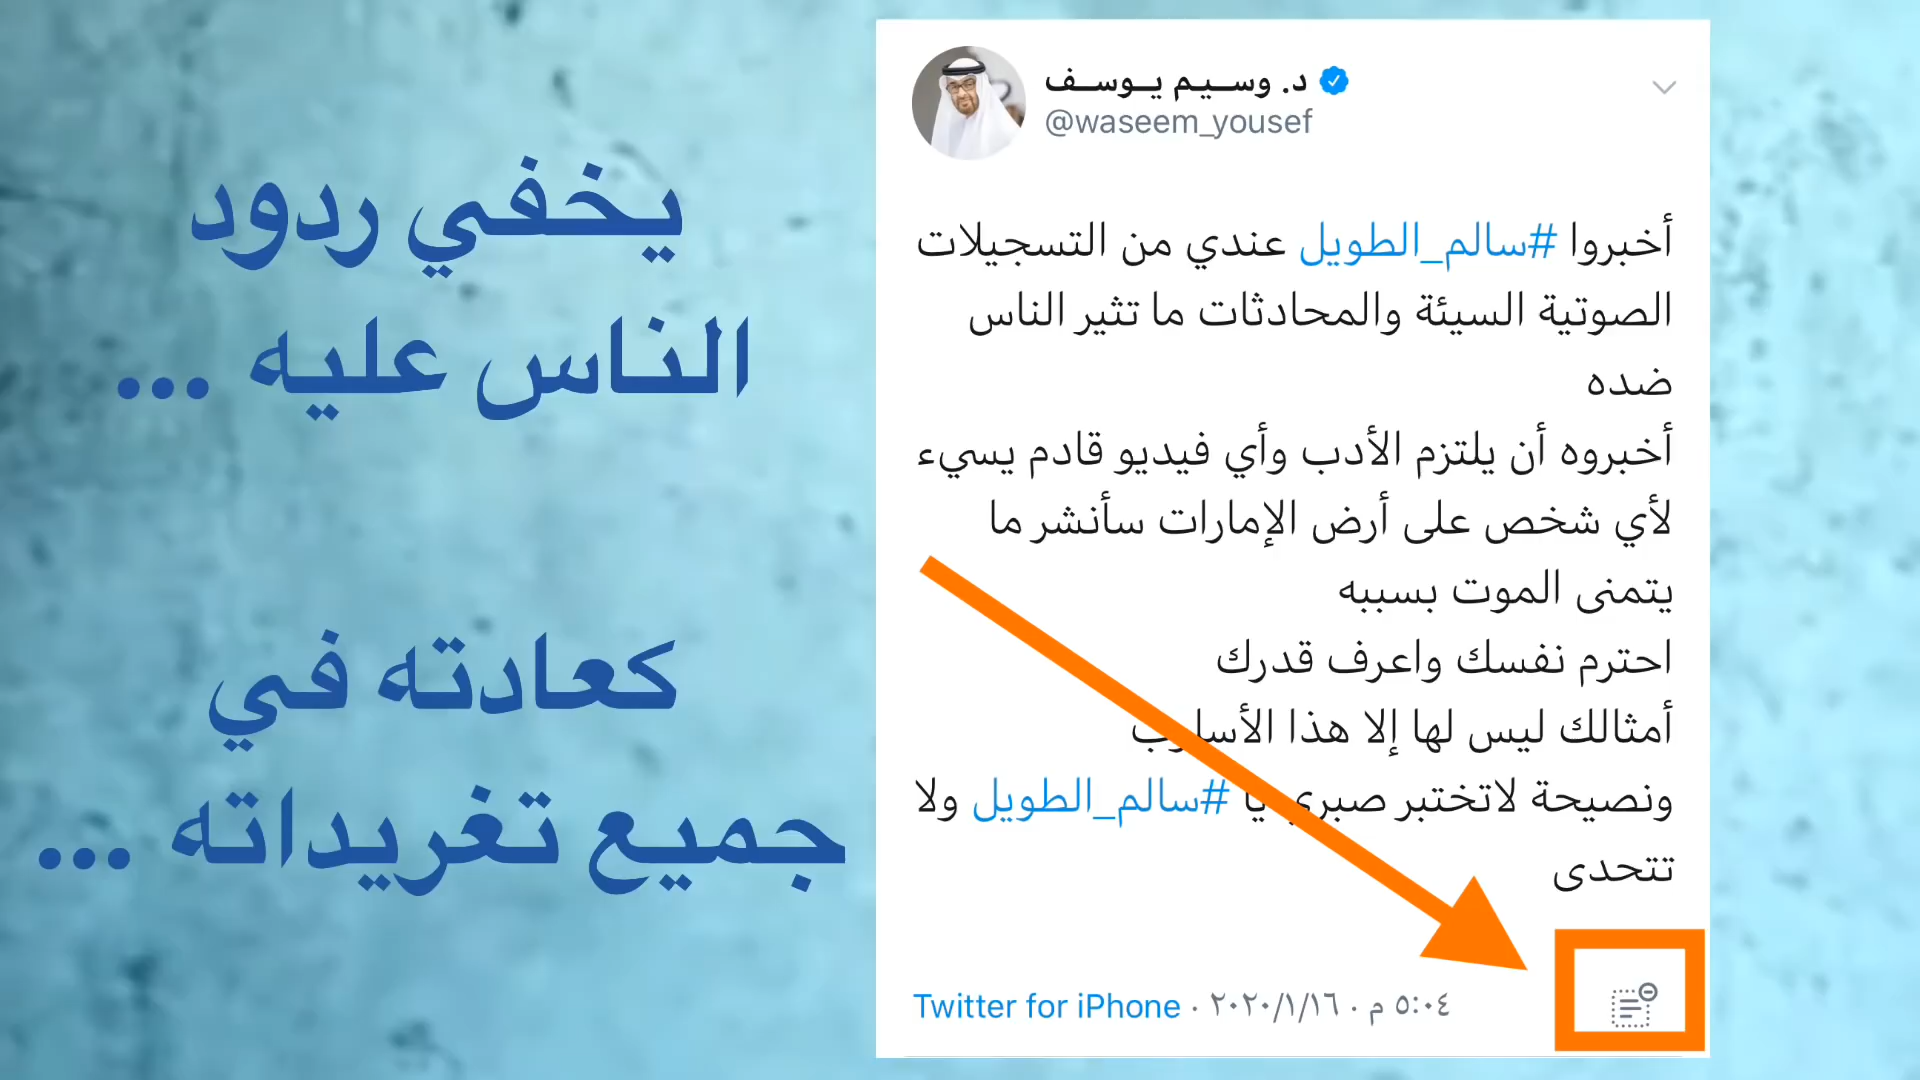 يخفي ردود
الناس عليه ...
كعادته في
جميع تغريداته ...
د. وسـيـم يـوسـف
@waseem_yousef
أخبروا #سالم_الطويل عندي من التسجيلات
الصوتية السيئة والمحادثات ما تثير الناس
ضده
أخبروه أن يلتزم الأدب وأي فيديو قادم يسيء
لأي شخص على أرض الإمارات سأنشر ما
يتمنى الموت بسببه
احترم نفسك واعرف قدرك
أمثالك ليس لها إلا هذا الأسلوب
ونصيحة لاتختبر صبري يا #سالم_الطويل ولا
تتحدى
٥:٠٤ م · ٢٠٢٠/١/١٦ · Twitter for iPhone